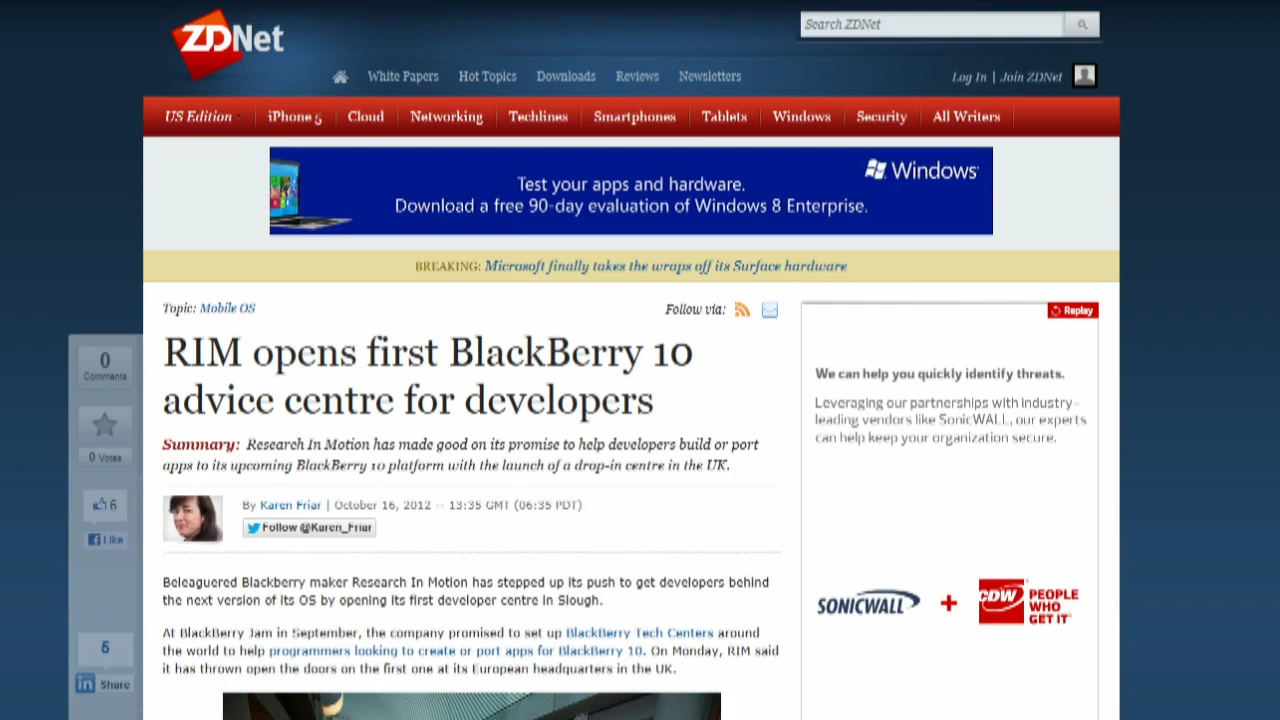 ZDNet
Search ZDNet
White Papers Hot Topics Downloads Reviews Newsletters
Log In | Join ZDNet
US Edition iPhone 5 Cloud Networking Techlines Smartphones Tablets Windows Security All Writers
Windows
Test your apps and hardware.
Download a free 90-day evaluation of Windows 8 Enterprise.
BREAKING: Microsoft finally takes the wraps off its Surface hardware
Topic: Mobile OS
Follow via:
RIM opens first BlackBerry 10
advice centre for developers
Summary: Research In Motion has made good on its promise to help developers build or port
apps to its upcoming BlackBerry 10 platform with the launch of a drop-in centre in the UK.
By Karen Friar | October 16, 2012 -- 13:35 GMT (06:35 PDT)
Follow @Karen_Friar
Beleaguered Blackberry maker Research In Motion has stepped up its push to get developers behind
the next version of its OS by opening its first developer centre in Slough.
At BlackBerry Jam in September, the company promised to set up BlackBerry Tech Centers around
the world to help programmers looking to create or port apps for BlackBerry 10. On Monday, RIM said
it has thrown open the doors on the first one at its European headquarters in the UK.
0
Comments
0 Votes
6
Like
5
in Share
Replay
We can help you quickly identify threats.
Leveraging our partnerships with industry-
leading vendors like SonicWALL, our experts
can help keep your organization secure.
SONICWALL + CDW PEOPLE
WHO
GET IT